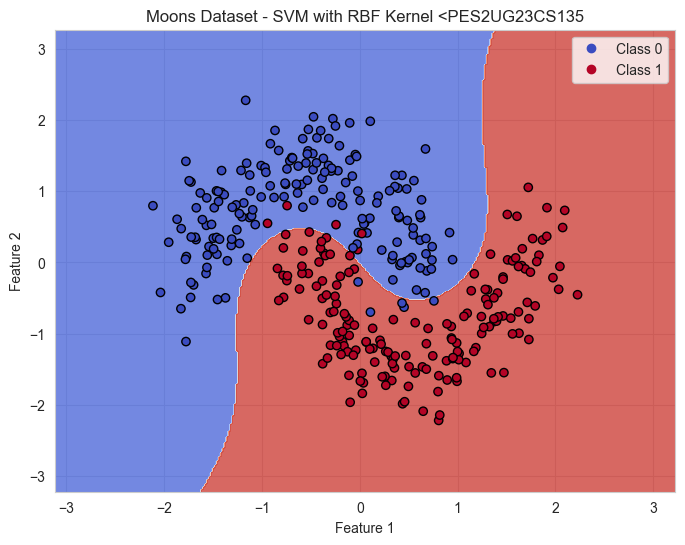 Moons Dataset - SVM with RBF Kernel <PES2UG23CS135
Class 0
Class 1
3
2
1
0
−1
−2
−3
Feature 2
−3 −2 −1 0 1 2 3
Feature 1